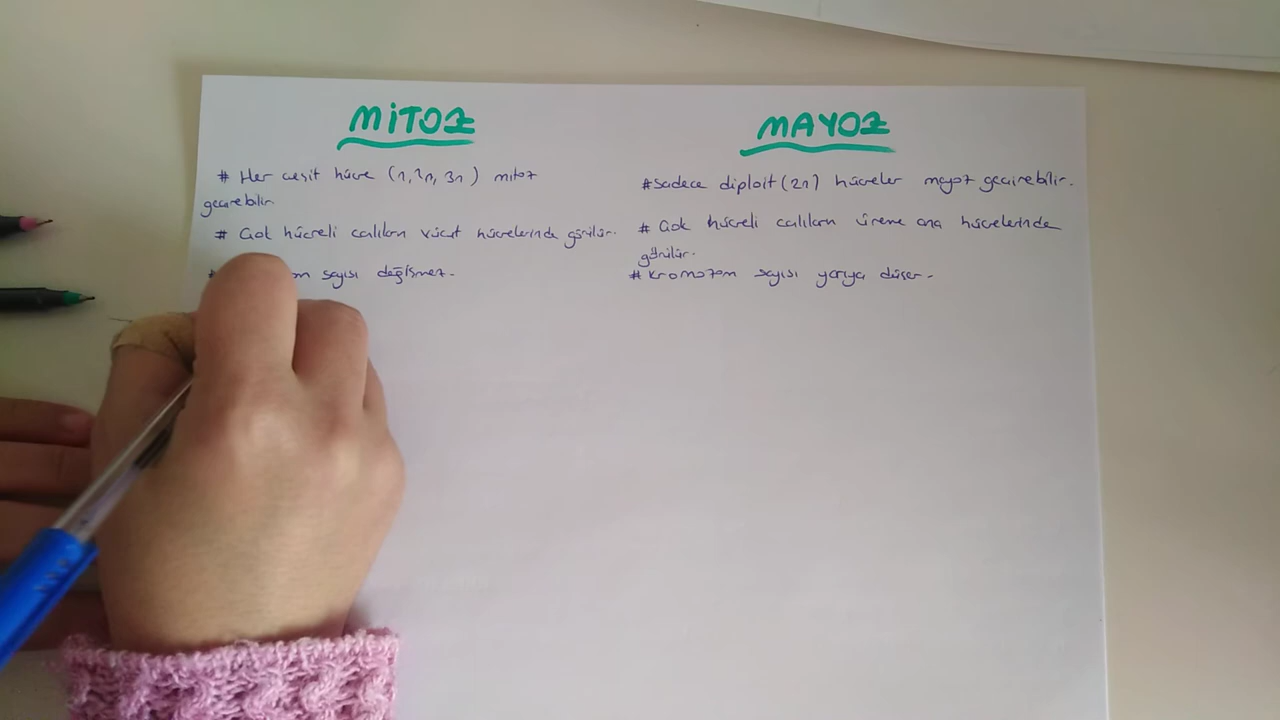 MİTOZ
# Her çeşit hücre (n, 2n, 3n) mitoz
geçirebilir.
# Çok hücreli canlıların vücut hücrelerinde görülür.
sayısı değişmez.
MAYOZ
#Sadece diploit (2n) hücreler mayoz geçirebilir.
# Çok hücreli canlıların üreme ana hücrelerinde
görülür.
#Kromozom sayısı yarıya düşer.